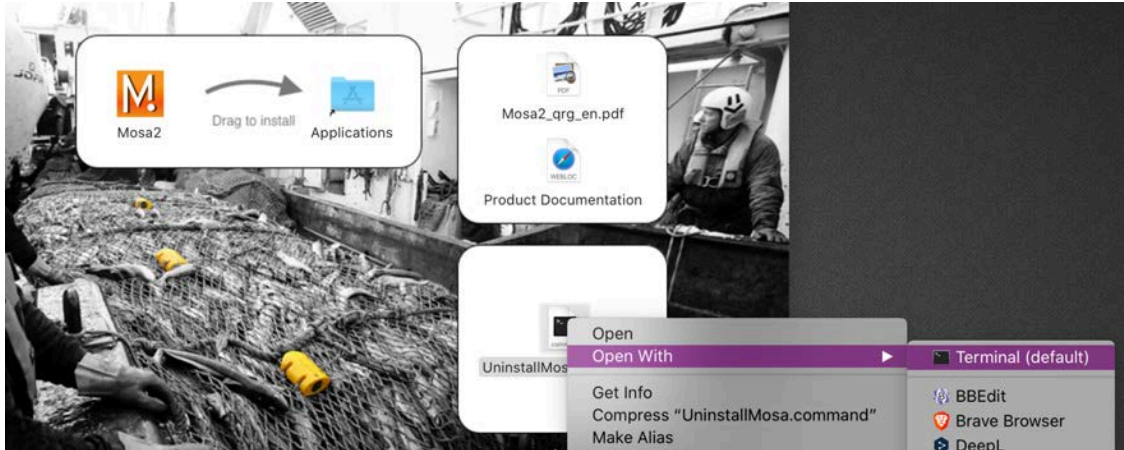 M
Mosa2
Drag to install
Applications
PDF
Mosa2_qrg_en.pdf
WEBLOC
Product Documentation
UninstallMos
Open
Open With
Terminal (default)
Get Info
BBEdit
Compress “UninstallMosa.command”
Brave Browser
Make Alias
DeepL